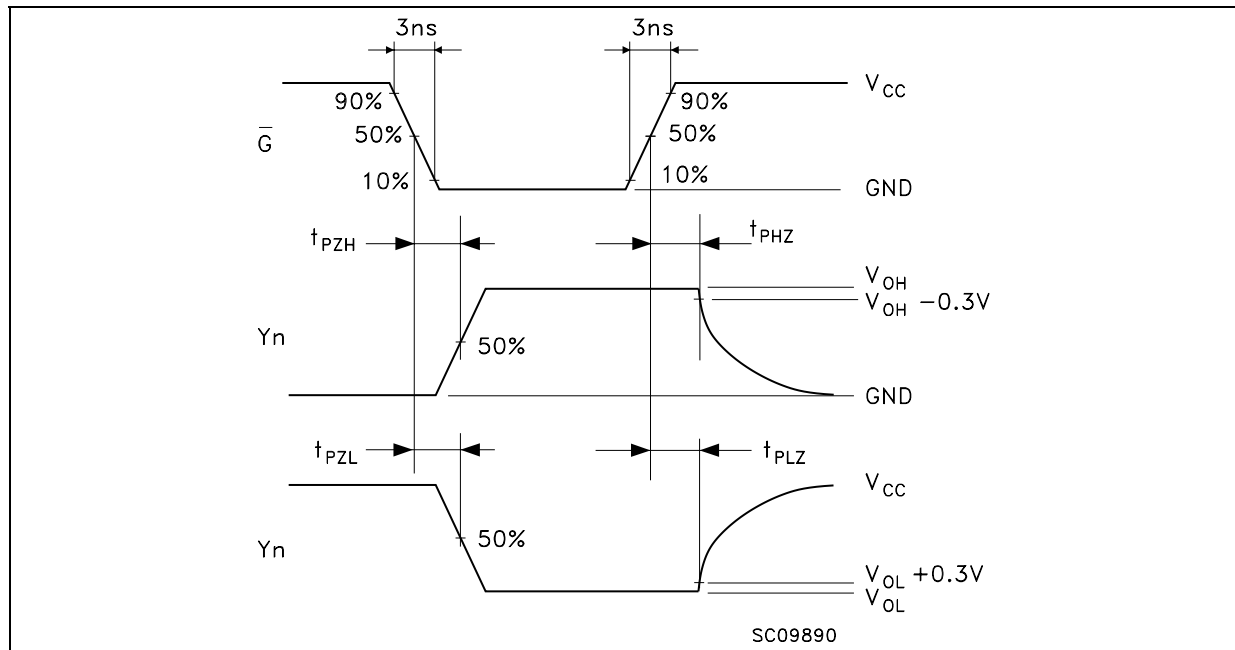 3ns 3ns
V_CC
90% 90%
G̅ 50% 50%
10% 10%
GND
t_PZH t_PHZ
V_OH
V_OH −0.3V
Yn 50%
GND
t_PZL t_PLZ
V_CC
50%
Yn
V_OL +0.3V
V_OL
SC09890